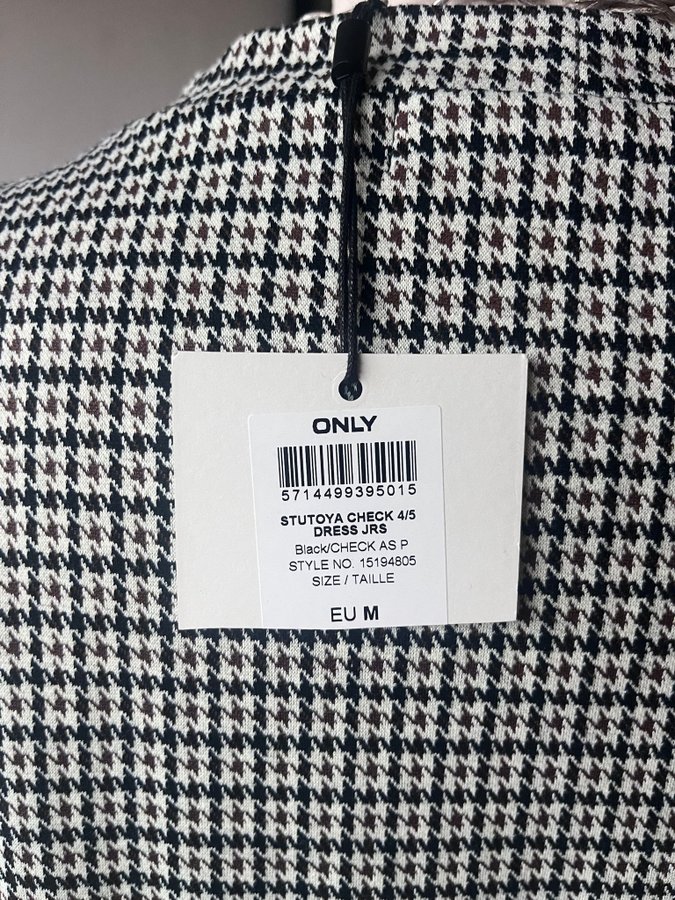 ONLY
5714499395015
STUTOYA CHECK 4/5
DRESS JRS
Black/CHECK AS P
STYLE NO. 15194805
SIZE / TAILLE
EU M